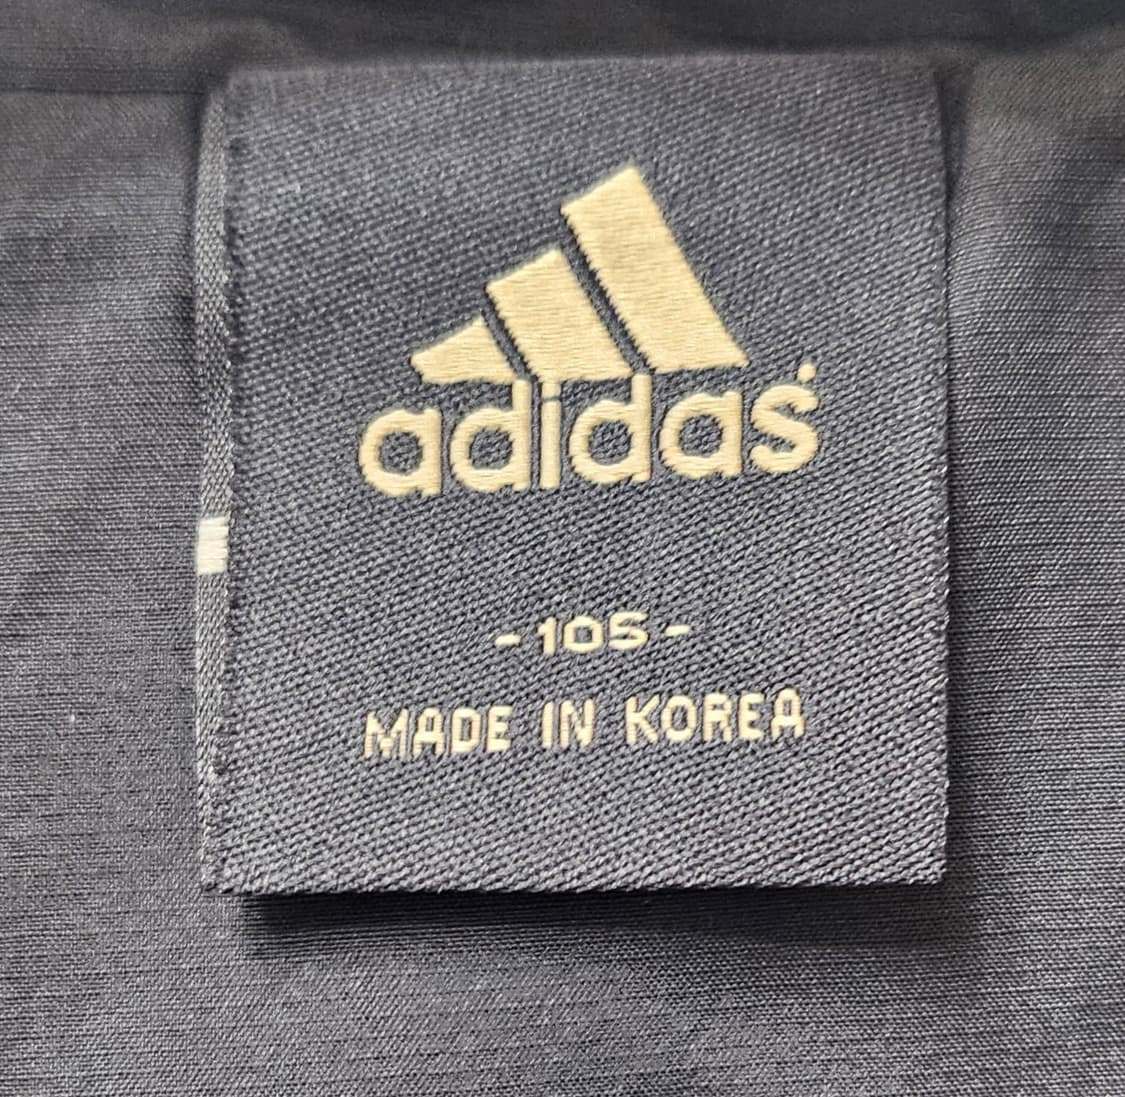 adidas
- 105 -
MADE IN KOREA